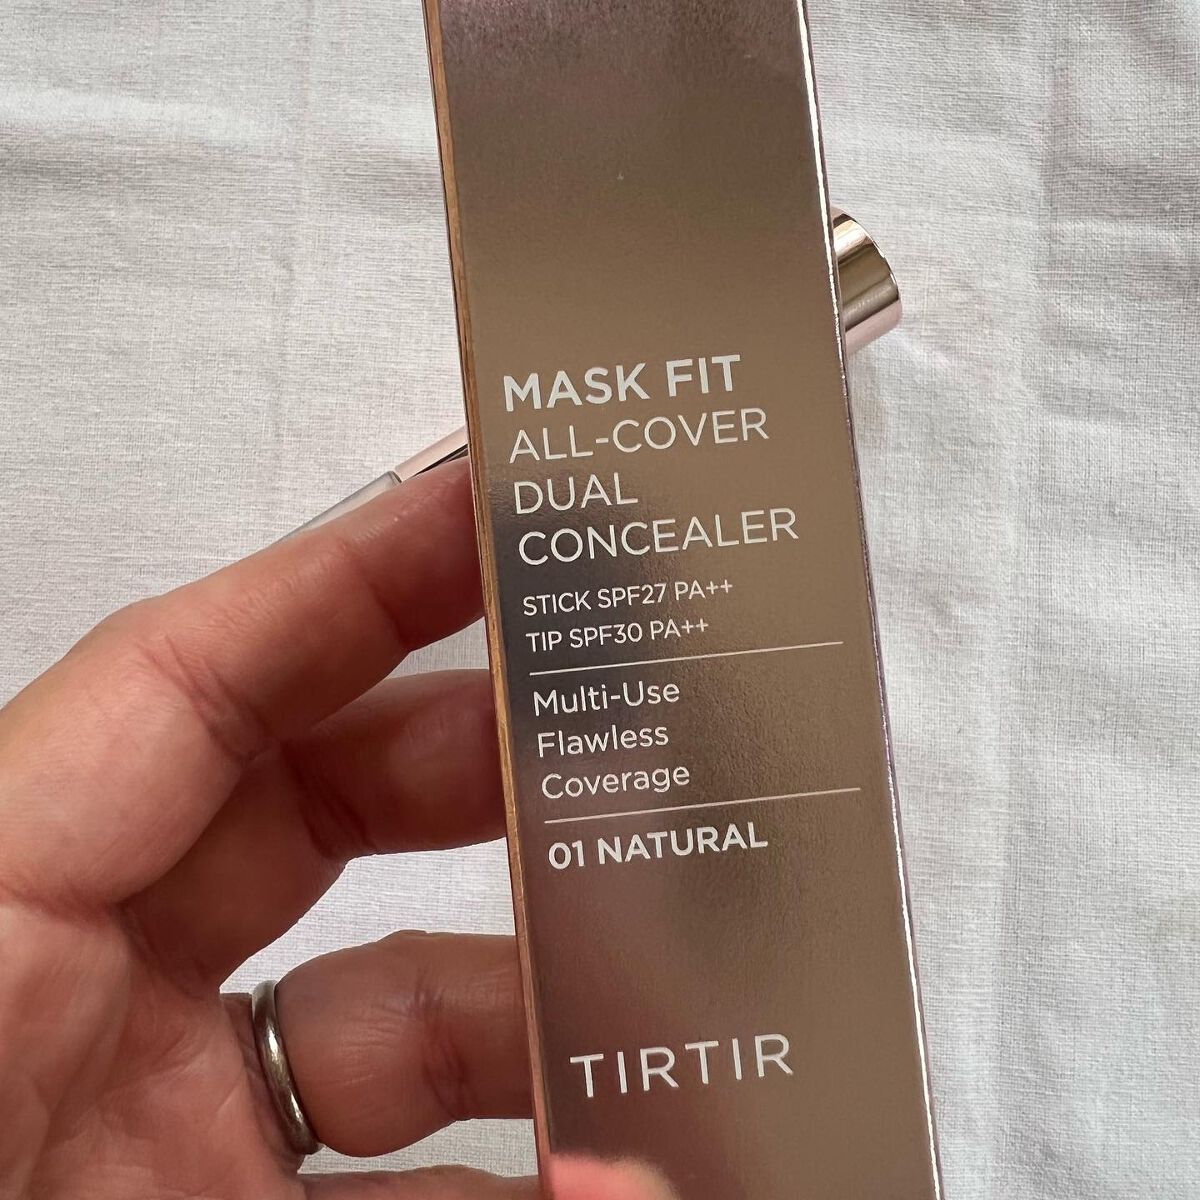 MASK FIT
ALL-COVER
DUAL
CONCEALER
STICK SPF27 PA++
TIP SPF30 PA++
Multi-Use
Flawless
Coverage
01 NATURAL
TIRTIR